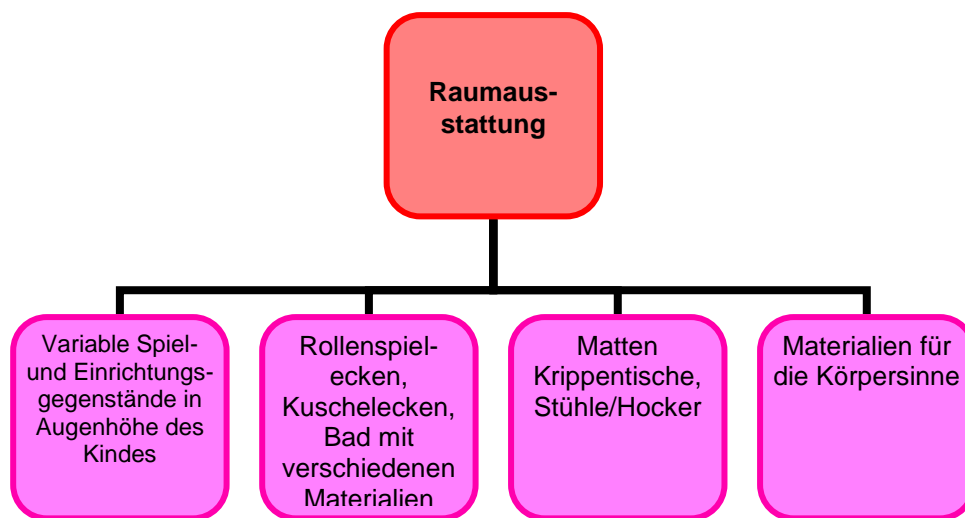 Raumaus-
stattung
Variable Spiel-
und Einrichtungs-
gegenstände in
Augenhöhe des
Kindes
Rollenspiel-
ecken,
Kuschelecken,
Bad mit
verschiedenen
Materialien
Matten
Krippentische,
Stühle/Hocker
Materialien für
die Körpersinne